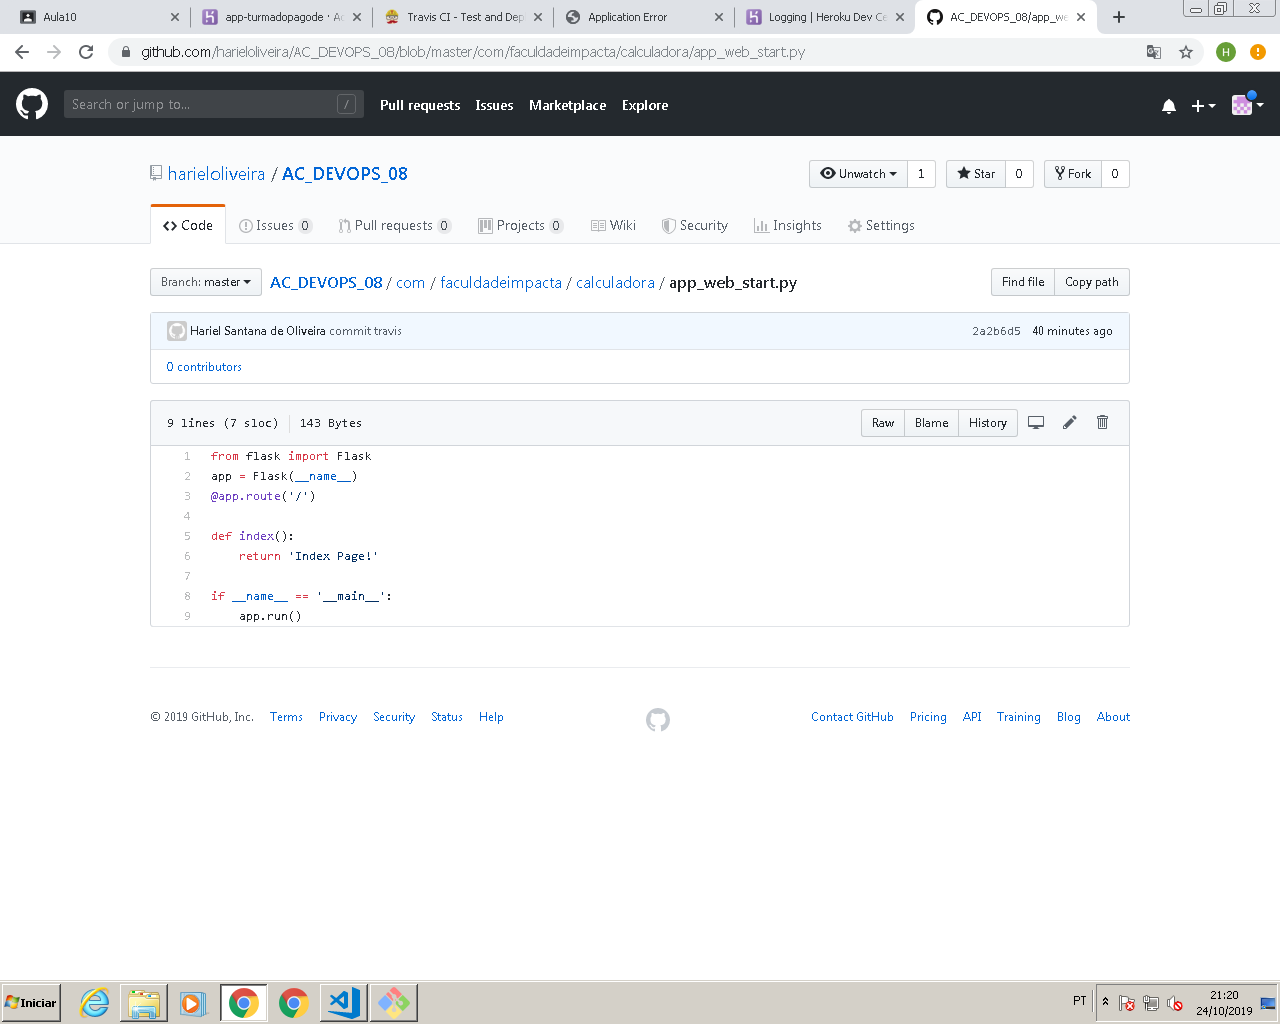 Aula10
app-turmadopagode · Ac
Travis CI - Test and Dep
Application Error
Logging | Heroku Dev Ce
AC_DEVOPS_08/app_we
github.com/harieloliveira/AC_DEVOPS_08/blob/master/com/faculdadeimpacta/calculadora/app_web_start.py
H
Search or jump to...
/
Pull requests Issues Marketplace Explore
harieloliveira / AC_DEVOPS_08
Unwatch 1
Star 0
Fork 0
Code
Issues 0
Pull requests 0
Projects 0
Wiki
Security
Insights
Settings
Branch: master
AC_DEVOPS_08 / com / faculdadeimpacta / calculadora / app_web_start.py
Find file Copy path
Hariel Santana de Oliveira commit travis
2a2b6d5 40 minutes ago
0 contributors
9 lines (7 sloc) 143 Bytes
Raw Blame History
1 from flask import Flask
2 app = Flask(__name__)
3 @app.route('/')
4
5 def index():
6     return 'Index Page!'
7
8 if __name__ == '__main__':
9     app.run()
© 2019 GitHub, Inc. Terms Privacy Security Status Help
Contact GitHub Pricing API Training Blog About
Iniciar
PT
21:20
24/10/2019